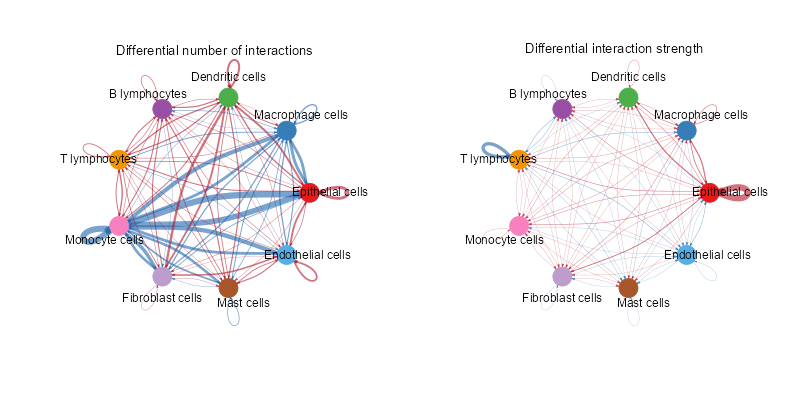 Differential number of interactions
Dendritic cells
B lymphocytes
Macrophage cells
T lymphocytes
Epithelial cells
Monocyte cells
Endothelial cells
Fibroblast cells
Mast cells
Differential interaction strength
Dendritic cells
B lymphocytes
Macrophage cells
T lymphocytes
Epithelial cells
Monocyte cells
Endothelial cells
Fibroblast cells
Mast cells